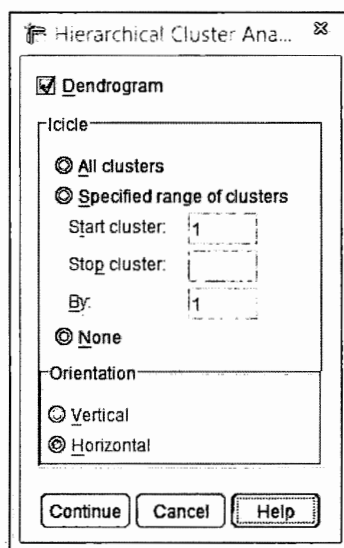 Hierarchical Cluster Ana...
Dendrogram
Icicle
All clusters
Specified range of clusters
Start cluster: 1
Stop cluster:
By: 1
None
Orientation
Vertical
Horizontal
Continue Cancel Help